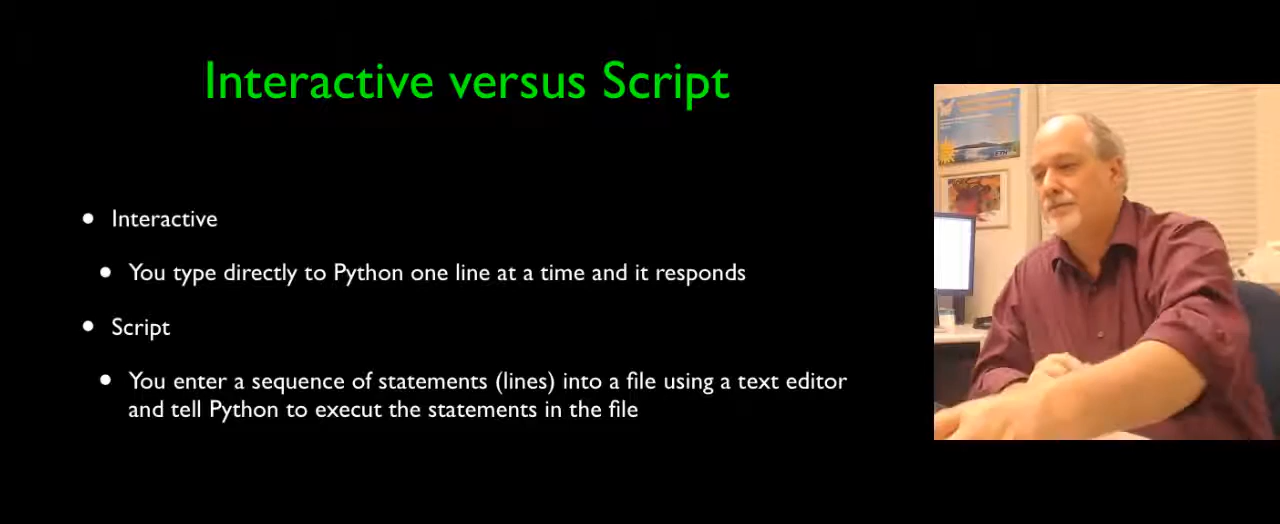 Interactive versus Script
• Interactive
• You type directly to Python one line at a time and it responds
• Script
• You enter a sequence of statements (lines) into a file using a text editor
and tell Python to execut the statements in the file